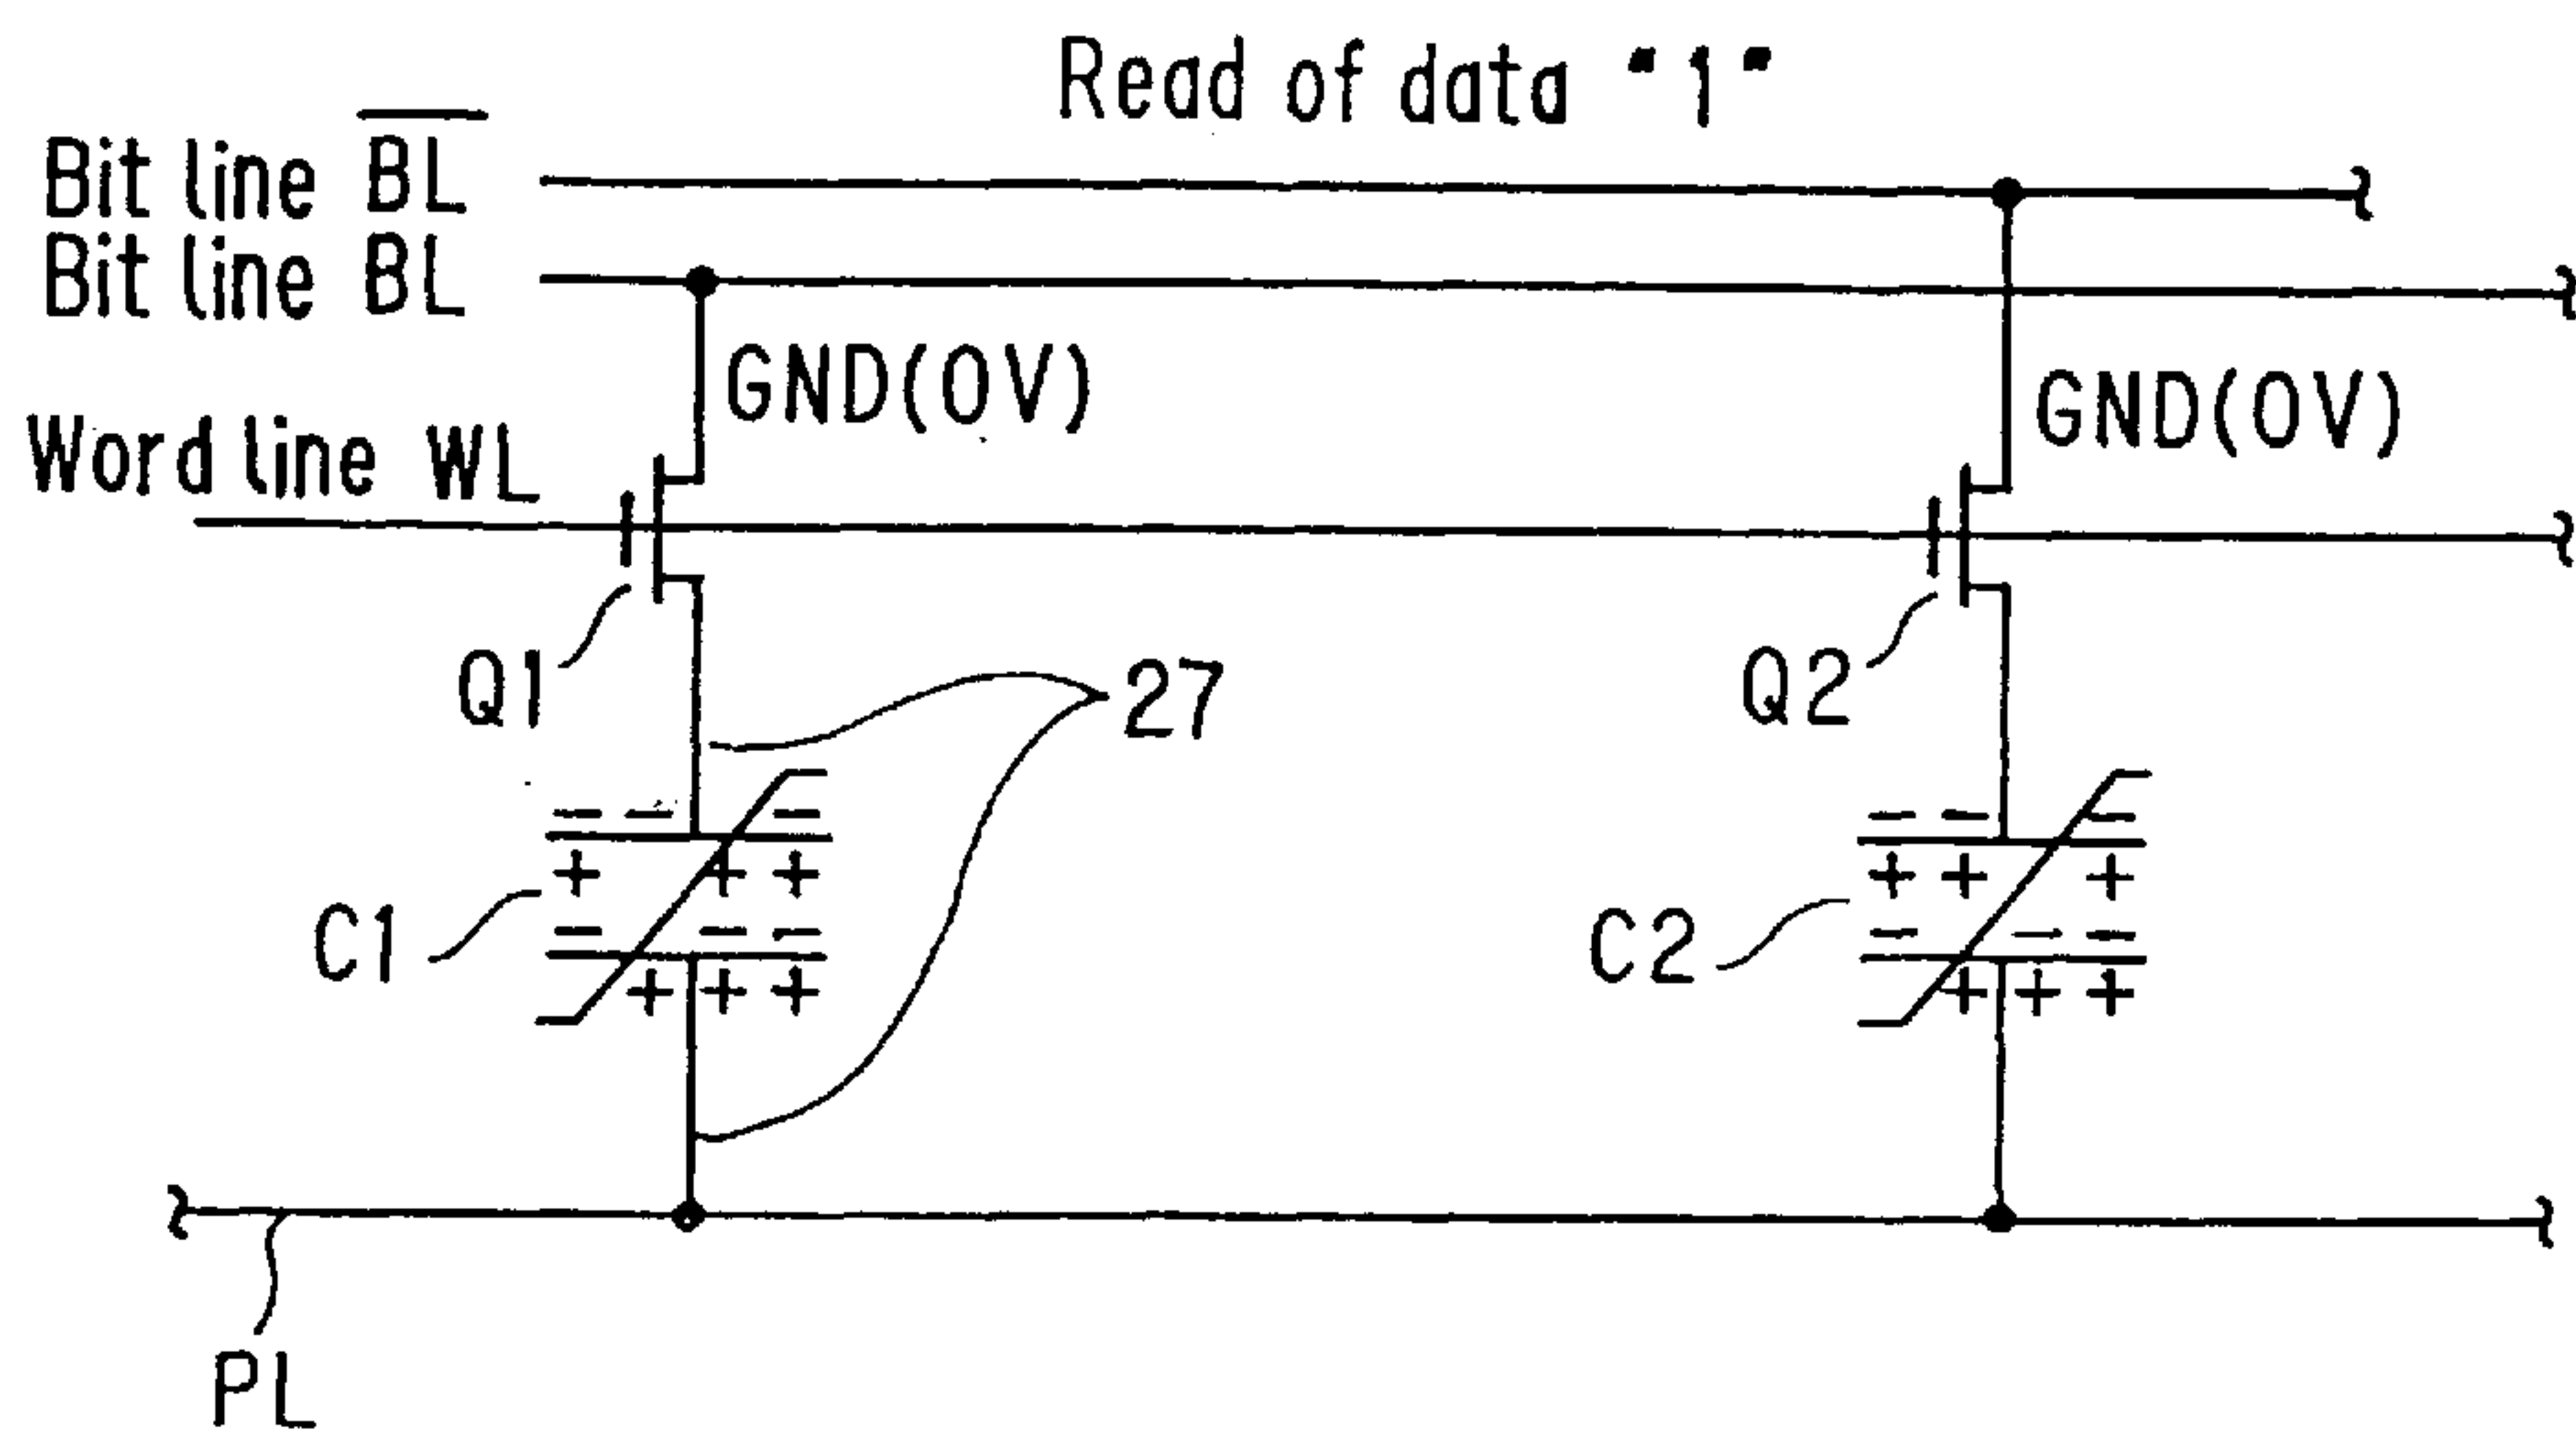 Read of data "1"
Bit line B̅L̅
Bit line BL
GND(0V)
GND(0V)
Word line WL
Q1
27
Q2
C1
C2
PL